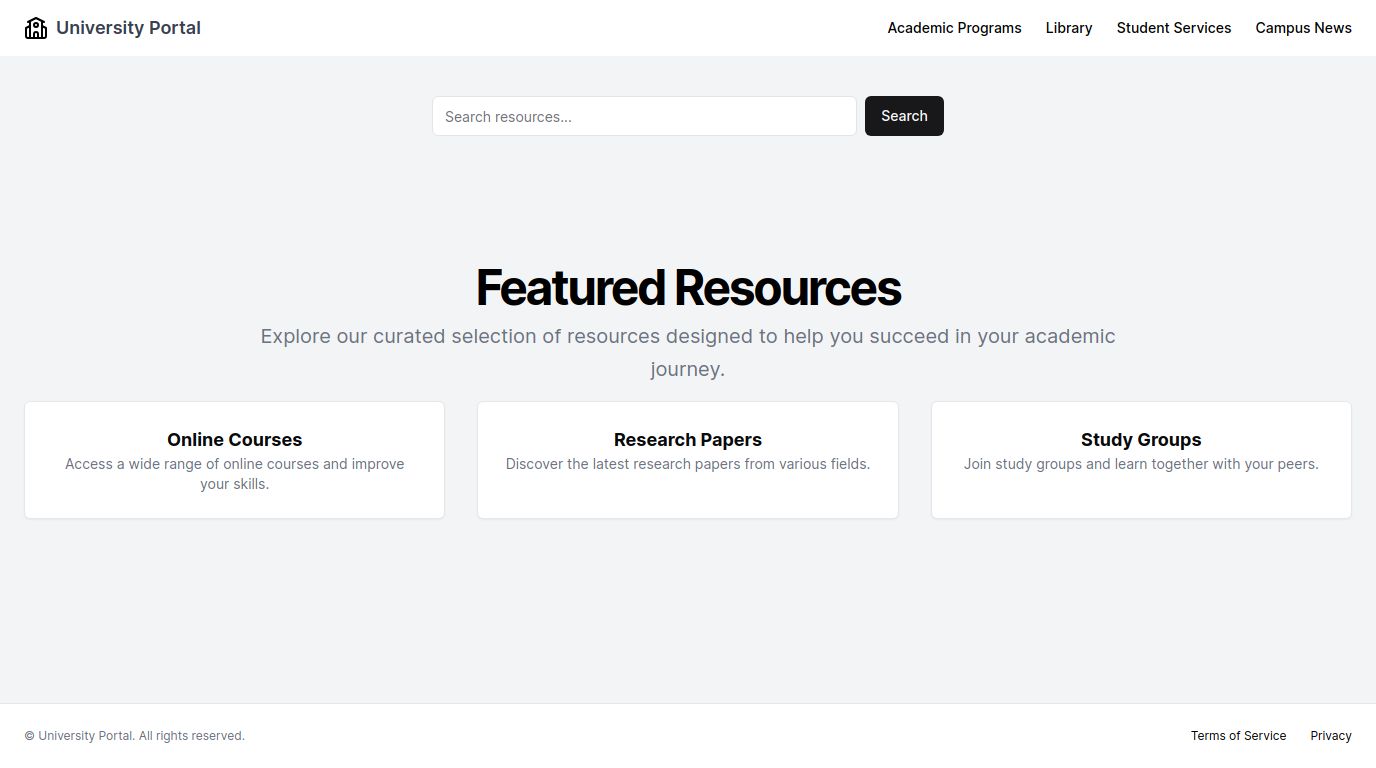 University Portal
Academic Programs
Library
Student Services
Campus News
Search resources...
Search
Featured Resources
Explore our curated selection of resources designed to help you succeed in your academic
journey.
Online Courses
Access a wide range of online courses and improve
your skills.
Research Papers
Discover the latest research papers from various fields.
Study Groups
Join study groups and learn together with your peers.
© University Portal. All rights reserved.
Terms of Service
Privacy